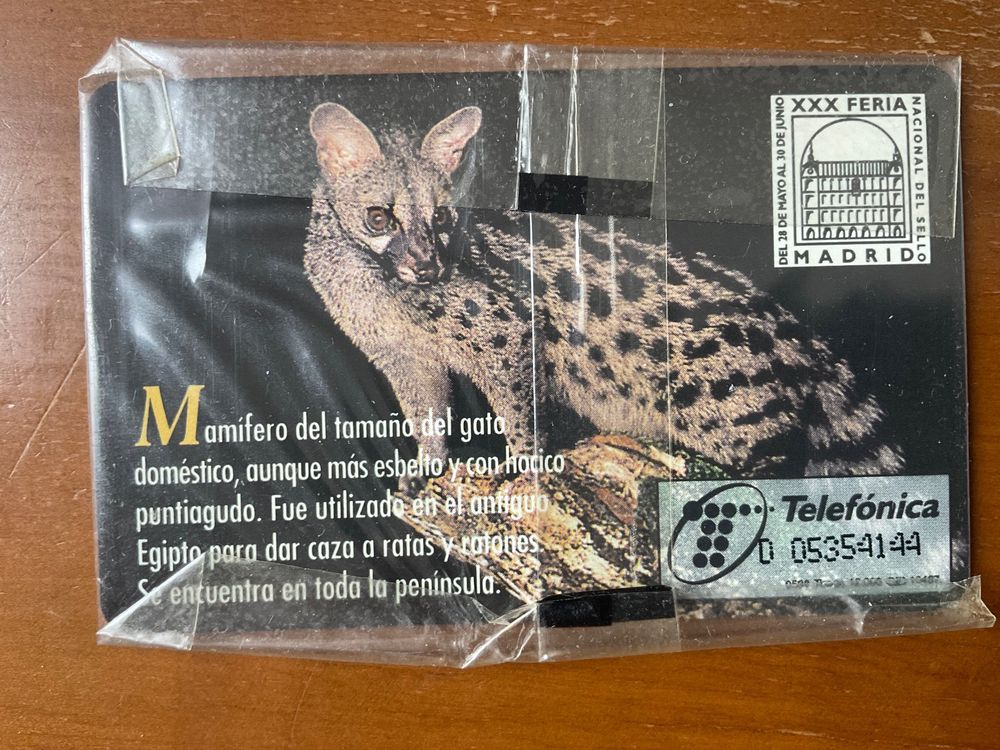 XXX FERIA
NACIONAL DEL SELLO
DEL 28 DE MAYO AL 30 DE JUNIO
MADRID
Mamífero del tamaño del gato
doméstico, aunque más esbelto y con hocico
puntiagudo. Fue utilizado en el antiguo
Egipto para dar caza a ratas y ratones.
Se encuentra en toda la península.
Telefónica
D 05354144